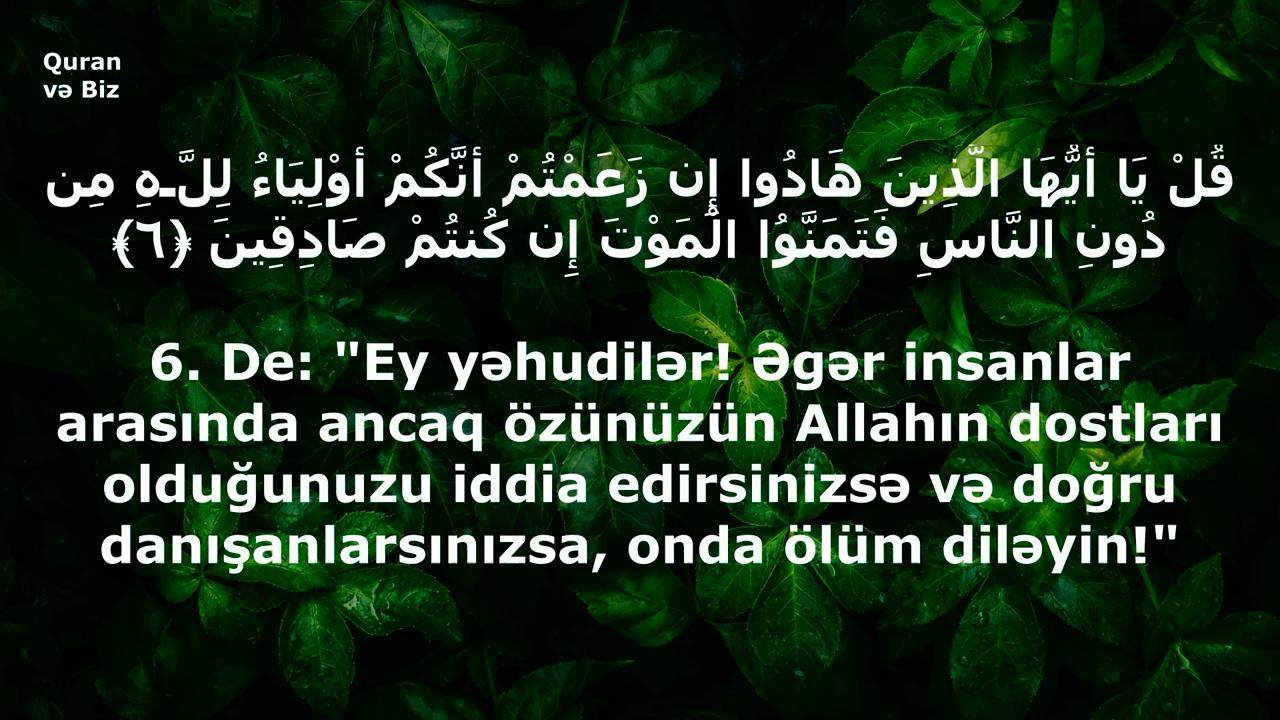 Quran
və Biz
قُلْ يَا أَيُّهَا الَّذِينَ هَادُوا إِن زَعَمْتُمْ أَنَّكُمْ أَوْلِيَاءُ لِلَّـهِ مِن
دُونِ النَّاسِ فَتَمَنَّوُا الْمَوْتَ إِن كُنتُمْ صَادِقِينَ ﴿٦﴾
6. De: "Ey yəhudilər! Əgər insanlar
arasında ancaq özünüzün Allahın dostları
olduğunuzu iddia edirsinizsə və doğru
danışanlarsınızsa, onda ölüm diləyin!"